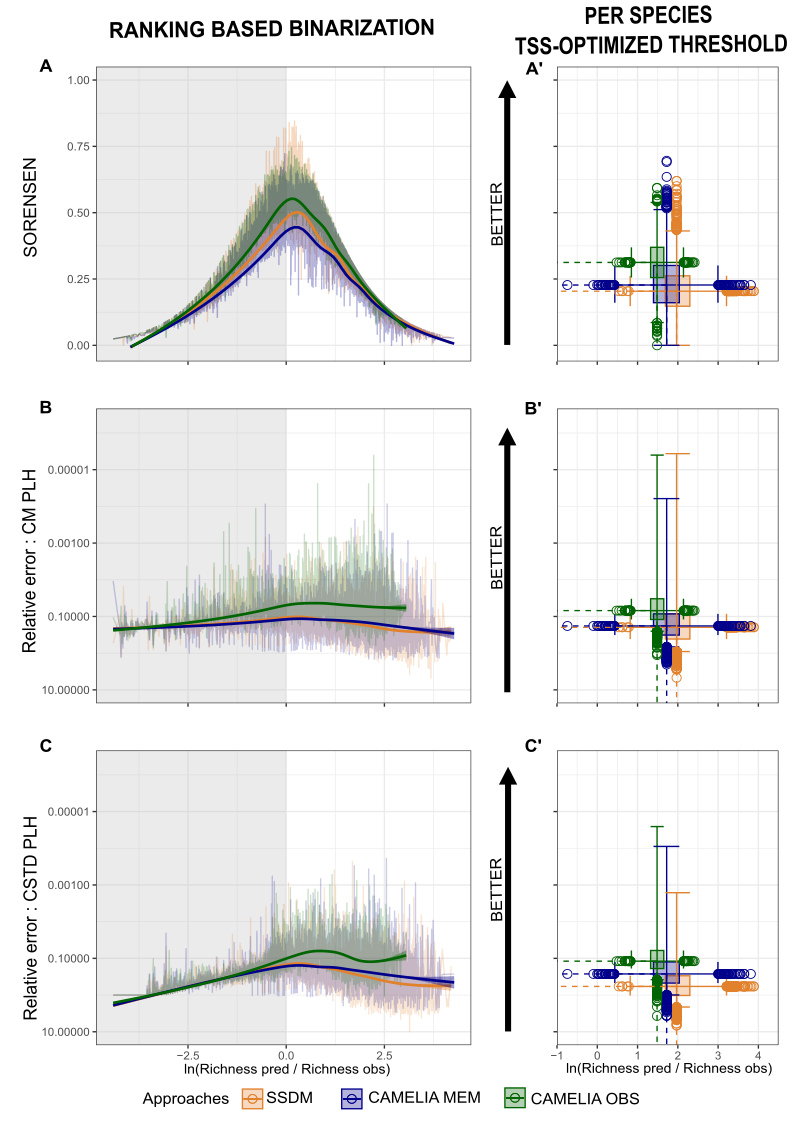 RANKING BASED BINARIZATION
PER SPECIES
TSS-OPTIMIZED THRESHOLD
A
A'
SORENSEN
1.00
0.75
0.50
0.25
0.00
BETTER
B
B'
Relative error : CM PLH
0.00001
0.00100
0.10000
10.00000
BETTER
C
C'
Relative error : CSTD PLH
0.00001
0.00100
0.10000
10.00000
BETTER
−2.5 0.0 2.5
−1 0 1 2 3 4
ln(Richness pred / Richness obs)
ln(Richness pred / Richness obs)
Approaches SSDM CAMELIA MEM CAMELIA OBS